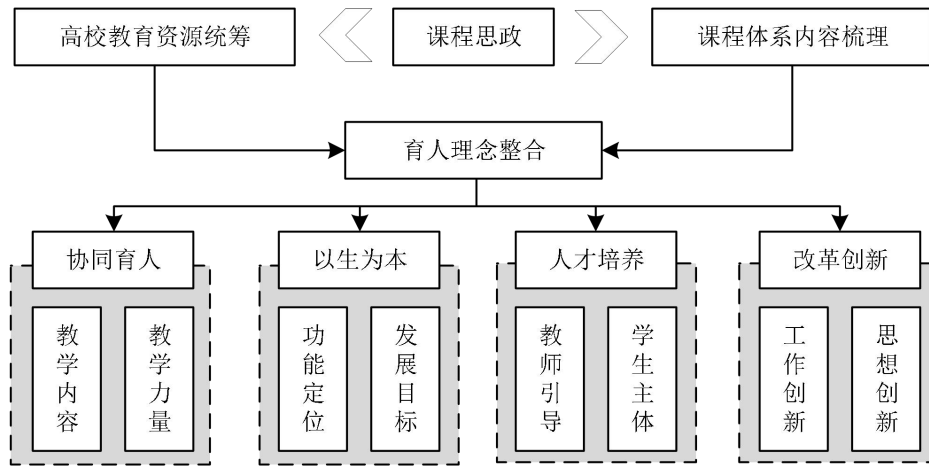 高校教育资源统筹
课程思政
课程体系内容梳理
育人理念整合
协同育人
以生为本
人才培养
改革创新
教学内容
教学力量
功能定位
发展目标
教师引导
学生主体
工作创新
思想创新